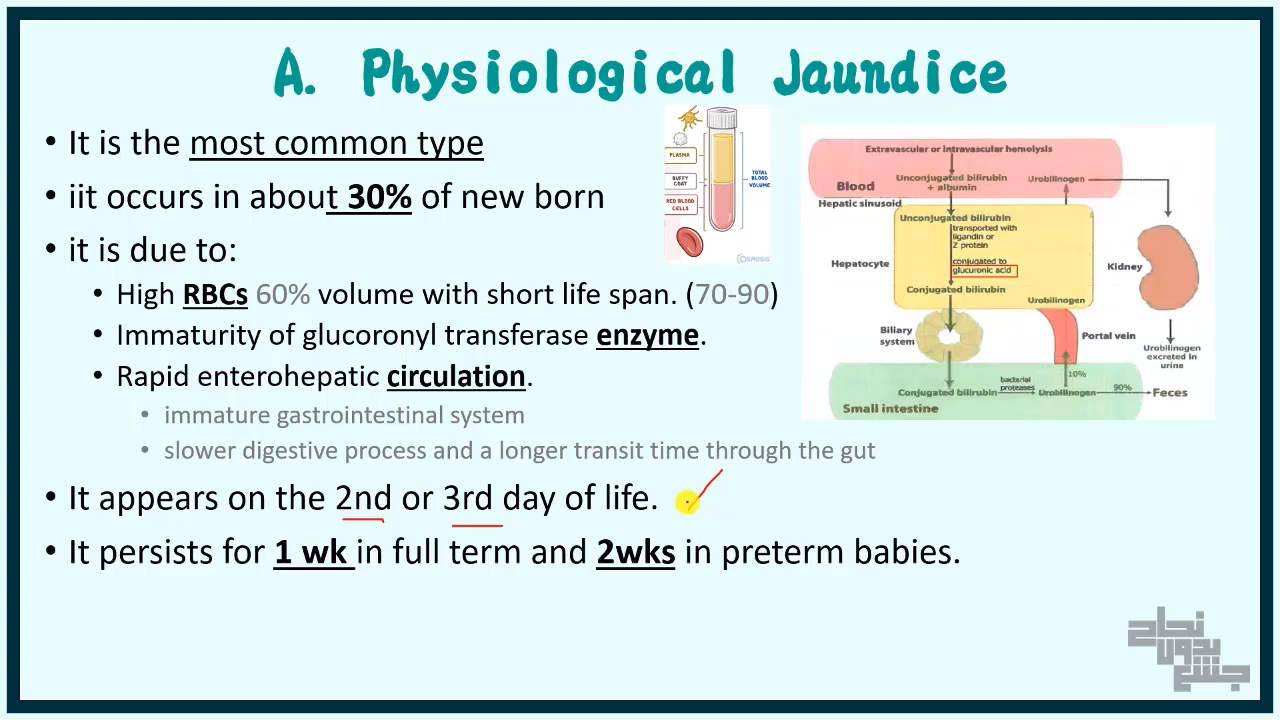 A. Physiological Jaundice
• It is the most common type
• iit occurs in about 30% of new born
• it is due to:
• High RBCs 60% volume with short life span. (70-90)
• Immaturity of glucoronyl transferase enzyme.
• Rapid enterohepatic circulation.
• immature gastrointestinal system
• slower digestive process and a longer transit time through the gut
• It appears on the 2nd or 3rd day of life.
• It persists for 1 wk in full term and 2wks in preterm babies.
PLASMA
BUFFY
COAT
RED BLOOD
CELLS
TOTAL
BLOOD
VOLUME
OSMOSIS
Extravascular or intravascular hemolysis
Blood
Unconjugated bilirubin
+ albumin
Urobilinogen
Hepatic sinusoid
Unconjugated bilirubin
transported with
ligandin or
Z protein
Hepatocyte
conjugated to
glucuronic acid
Conjugated bilirubin
Urobilinogen
Kidney
Biliary
system
Portal vein
Urobilinogen
excreted in
urine
10%
Conjugated bilirubin
bacterial
proteases
Urobilinogen
90%
Feces
Small intestine
نجاح
بدون
جشع